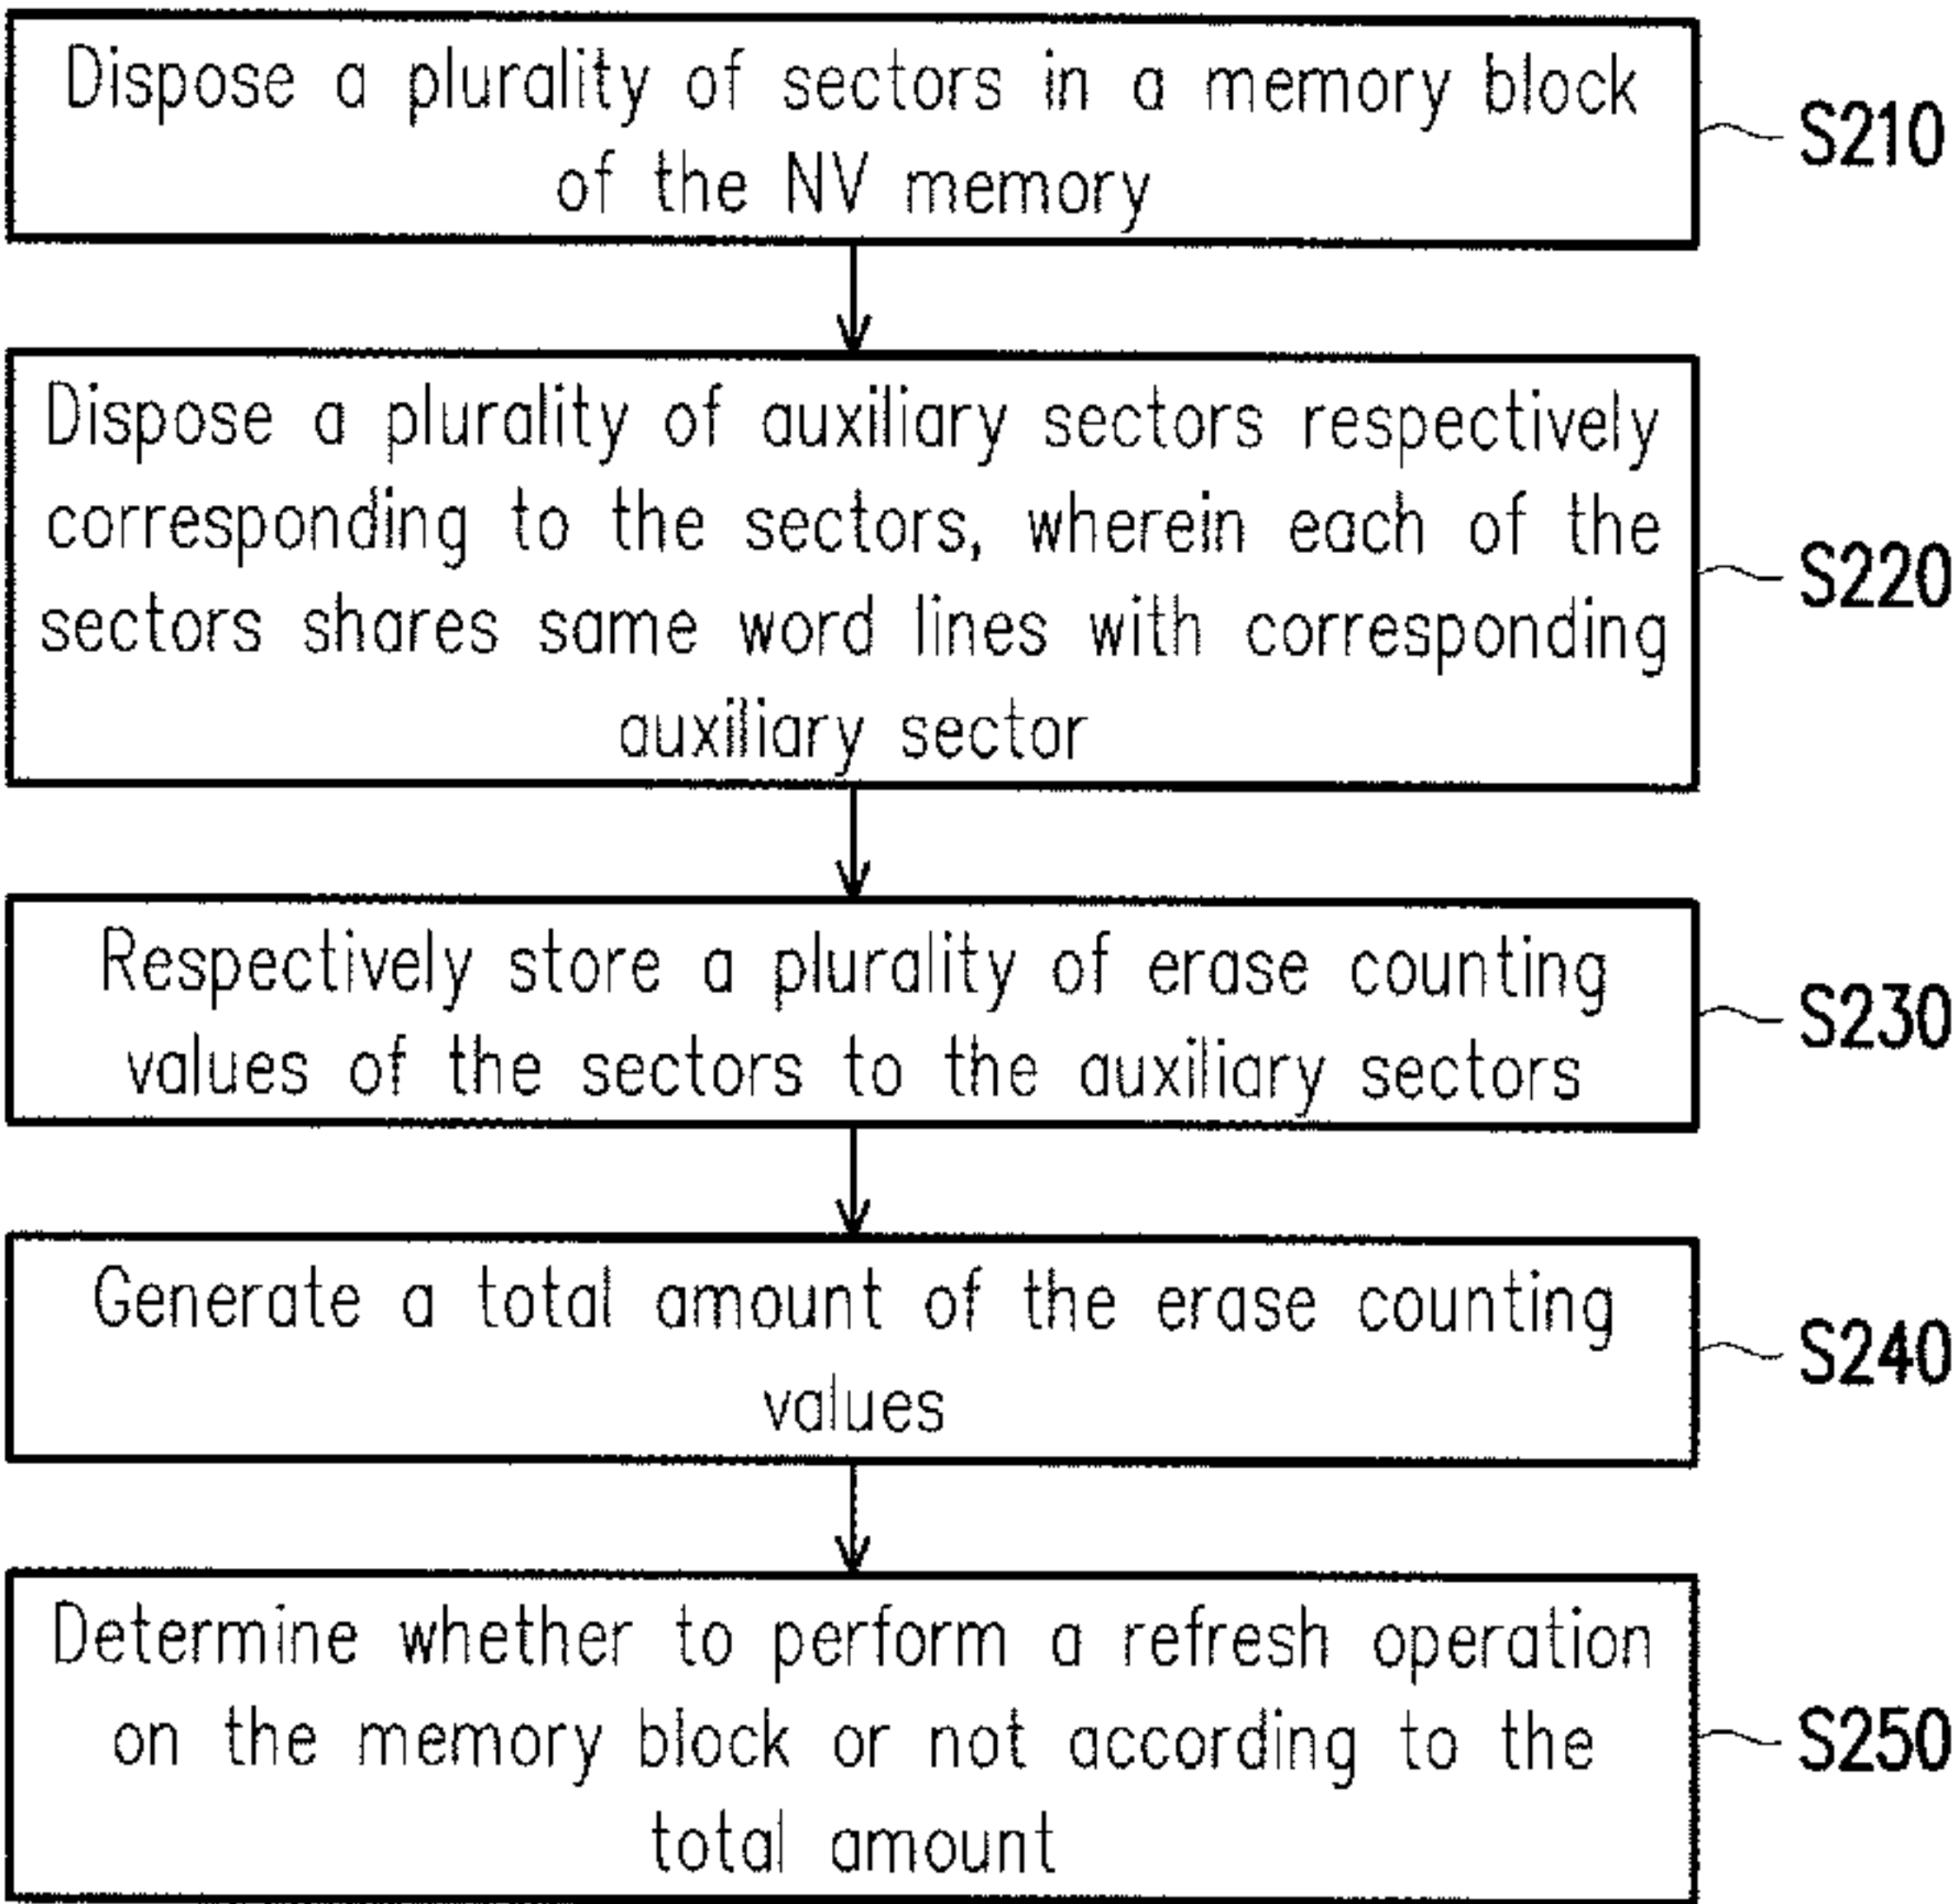 Dispose a plurality of sectors in a memory block
of the NV memory
S210
Dispose a plurality of auxiliary sectors respectively
corresponding to the sectors, wherein each of the
sectors shares same word lines with corresponding
auxiliary sector
S220
Respectively store a plurality of erase counting
values of the sectors to the auxiliary sectors
S230
Generate a total amount of the erase counting
values
S240
Determine whether to perform a refresh operation
on the memory block or not according to the
total amount
S250